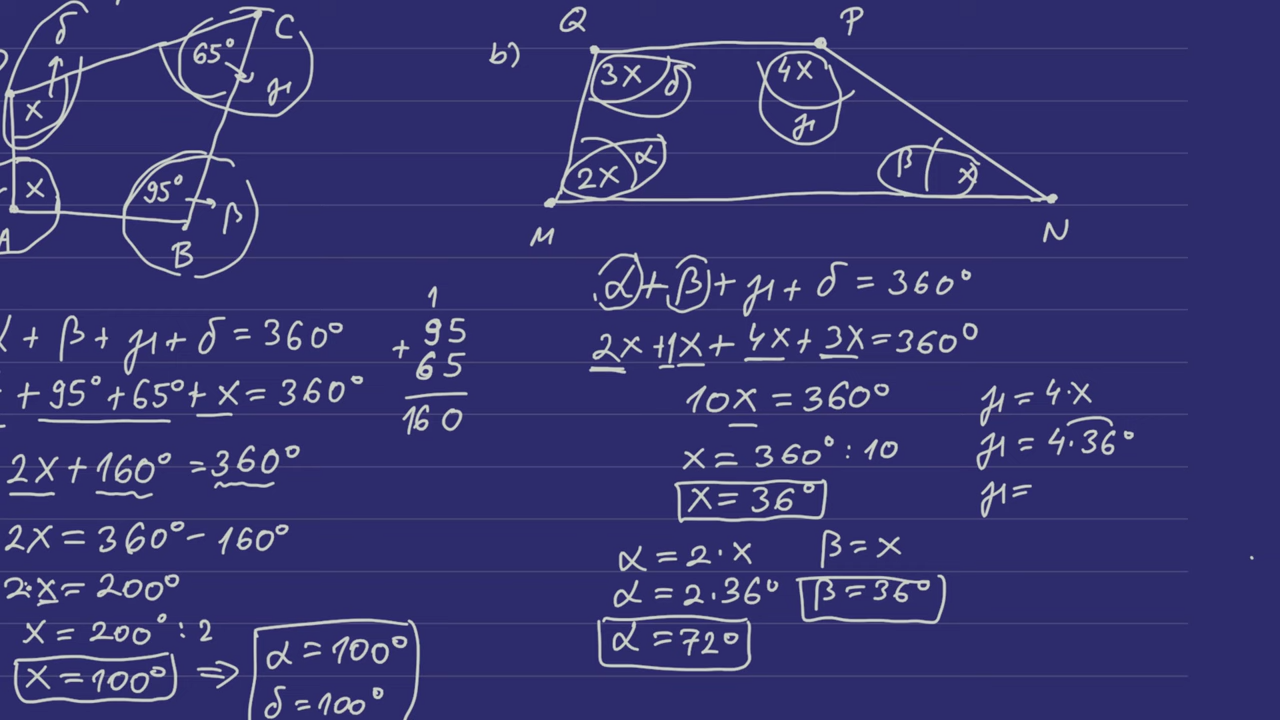 δ
C
65°
γ
x
x
95°
β
A
B
α + β + γ + δ = 360°
+ 95° + 65° + x = 360°
2x + 160° = 360°
2x = 360° - 160°
2·x = 200°
x = 200° : 2
x = 100° ⇒ α = 100°
δ = 100°
1
95
+ 65
160
b)
Q P
3x δ 4x
γ
2x α β x
M N
α + β + γ + δ = 360°
2x + 1x + 4x + 3x = 360°
10x = 360°
x = 360° : 10
x = 36°
α = 2·x
α = 2·36°
α = 72°
β = x
β = 36°
γ = 4·x
γ = 4·36°
γ =